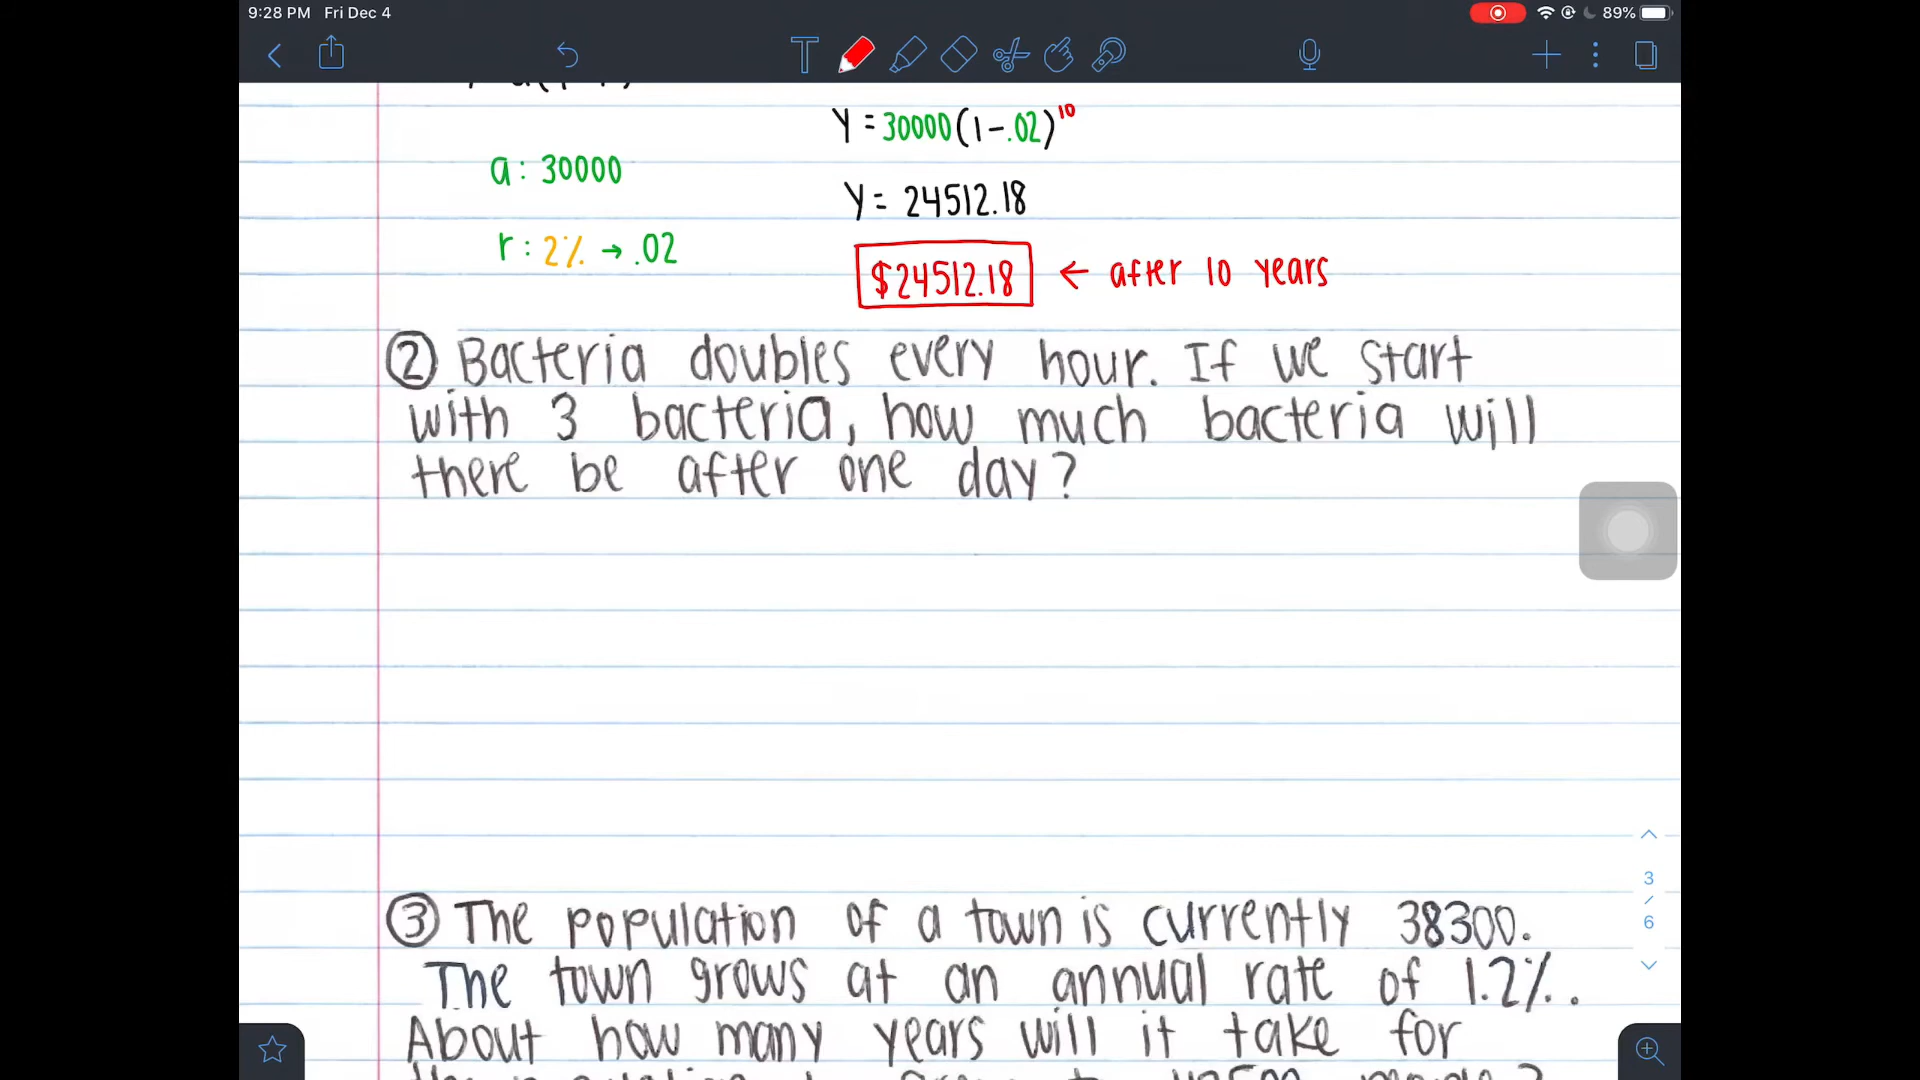 9:28 PM Fri Dec 4
89%
T
Y = 30000(1-.02)^10
a: 30000
Y = 24512.18
r: 2% → .02
$24512.18 ← after 10 years
② Bacteria doubles every hour. If we start
with 3 bacteria, how much bacteria will
there be after one day?
3
6
③ The population of a town is currently 38300.
The town grows at an annual rate of 1.2%.
About how many years will it take for